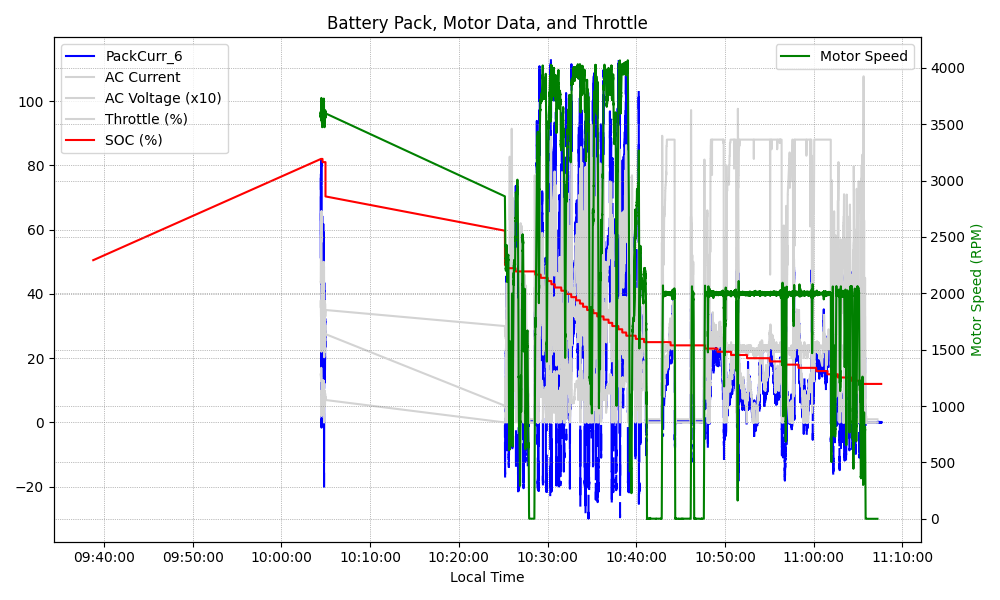 Battery Pack, Motor Data, and Throttle
PackCurr_6
AC Current
AC Voltage (x10)
Throttle (%)
SOC (%)
Motor Speed
100
80
60
40
20
0
−20
4000
3500
3000
2500
2000
1500
1000
500
0
Motor Speed (RPM)
09:40:00 09:50:00 10:00:00 10:10:00 10:20:00 10:30:00 10:40:00 10:50:00 11:00:00 11:10:00
Local Time